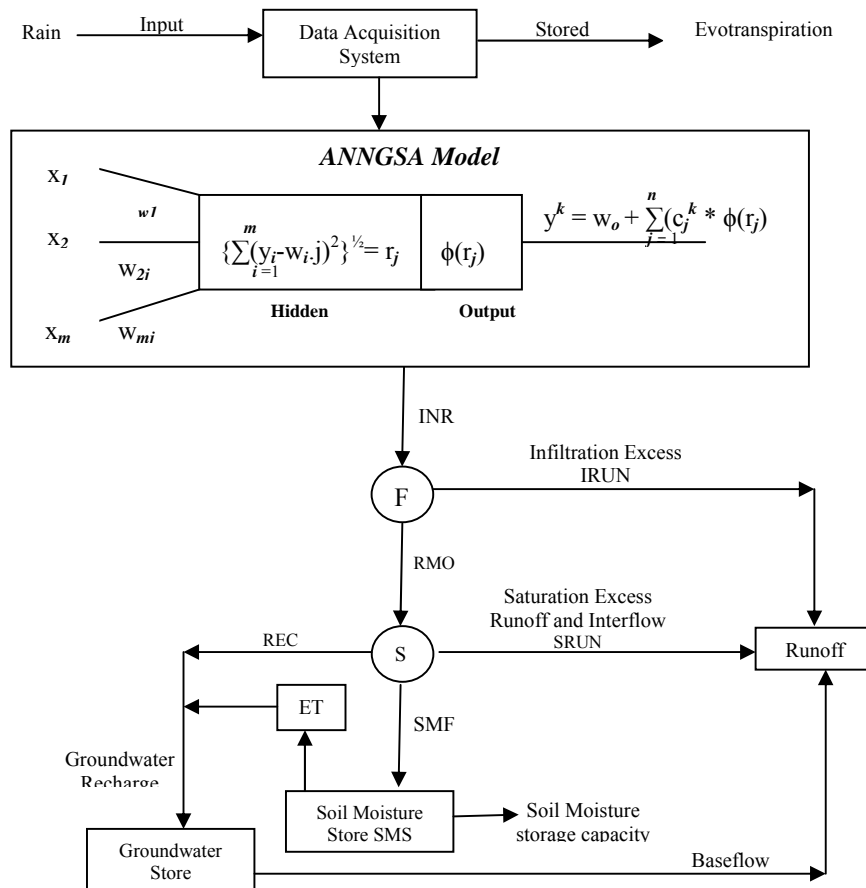 Rain
Input
Data Acquisition
System
Stored
Evotranspiration
ANNGSA Model
x1
w1
x2
w2i
xm
wmi
{∑(yi-wi.j)²}^½= rj
m
i =1
ϕ(rj)
Hidden
Output
y^k = wo + ∑(cj^k * ϕ(rj)
n
j = 1
INR
F
Infiltration Excess
IRUN
RMO
Saturation Excess
Runoff and Interflow
SRUN
REC
S
Runoff
ET
SMF
Groundwater
Recharge
Soil Moisture
Store SMS
Soil Moisture
storage capacity
Groundwater
Store
Baseflow